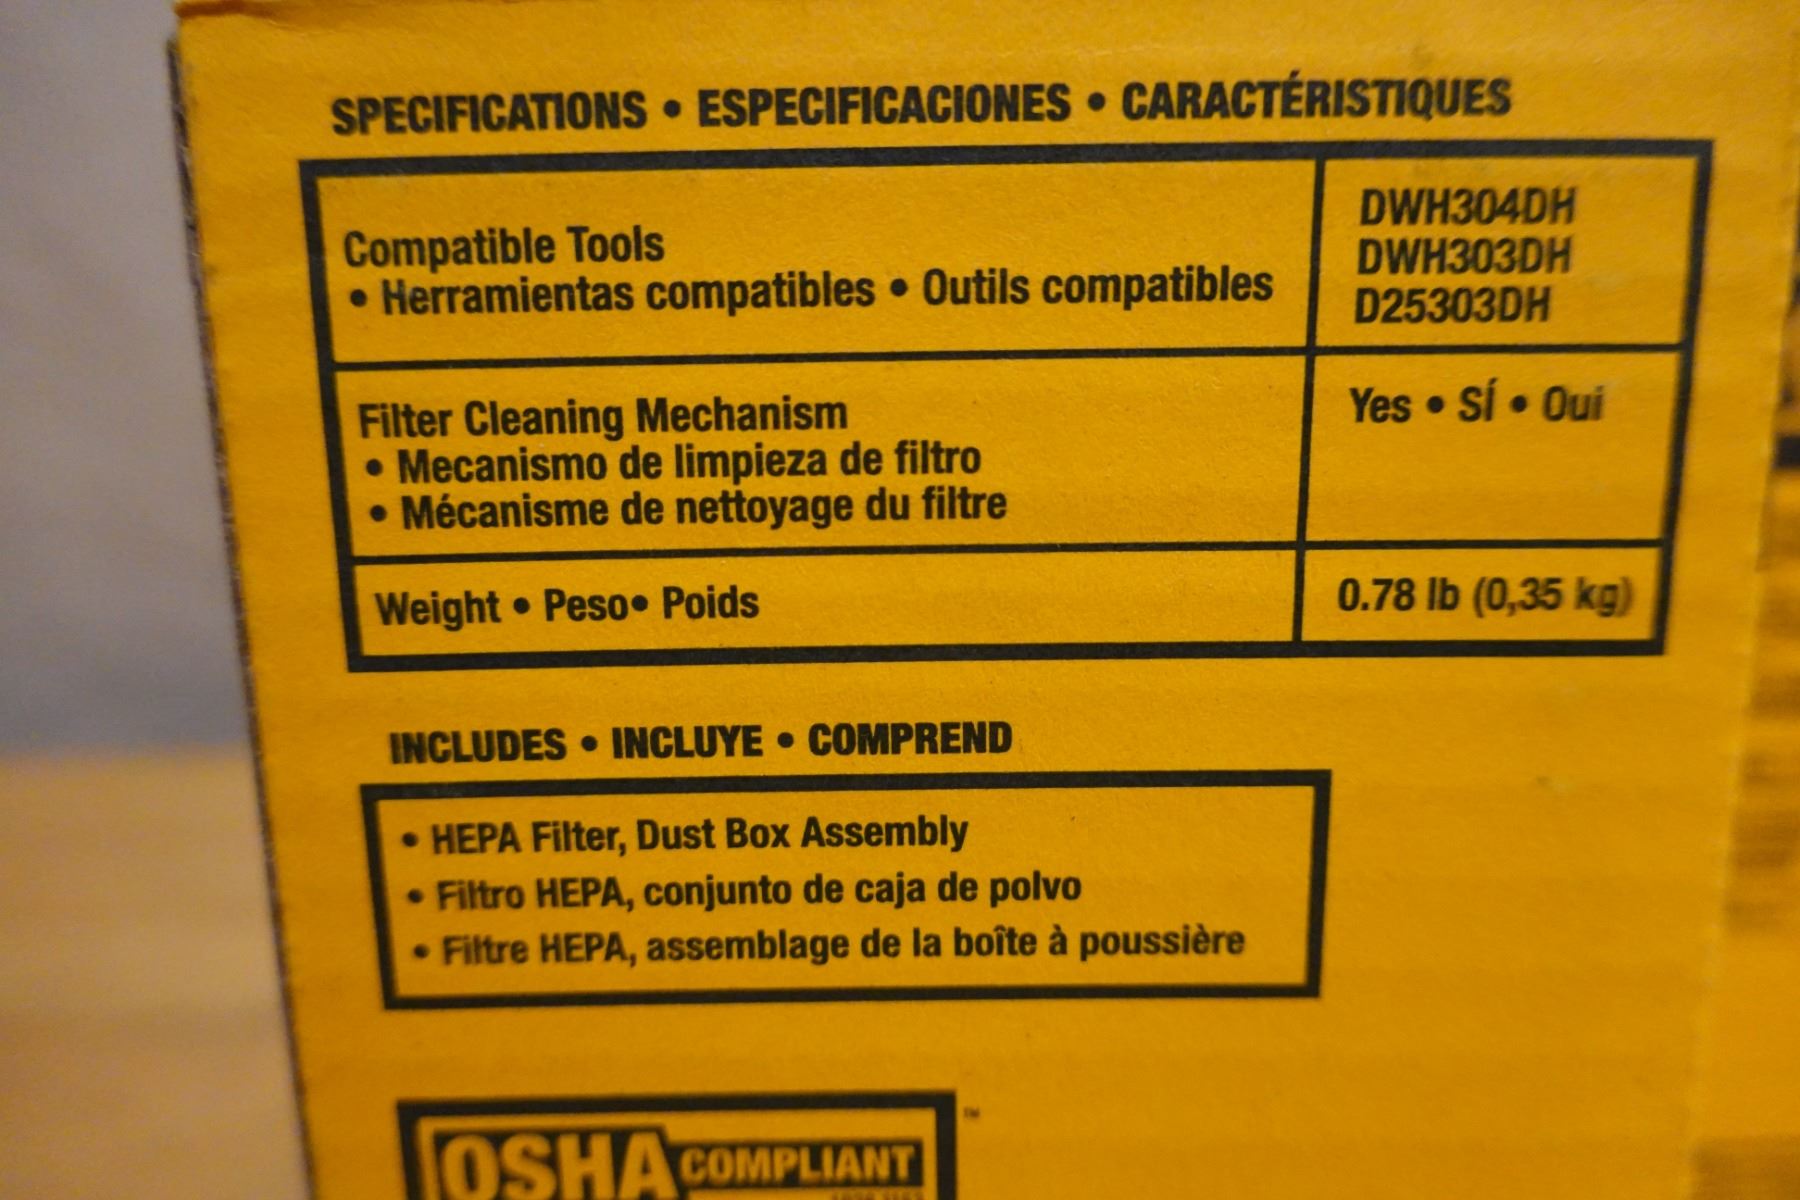 SPECIFICATIONS • ESPECIFICACIONES • CARACTÉRISTIQUES
Compatible Tools
• Herramientas compatibles • Outils compatibles
DWH304DH
DWH303DH
D25303DH
Filter Cleaning Mechanism
• Mecanismo de limpieza de filtro
• Mécanisme de nettoyage du filtre
Yes • SÍ • Oui
Weight • Peso• Poids
0.78 lb (0,35 kg)
INCLUDES • INCLUYE • COMPREND
• HEPA Filter, Dust Box Assembly
• Filtro HEPA, conjunto de caja de polvo
• Filtre HEPA, assemblage de la boîte à poussière
OSHA COMPLIANT ™